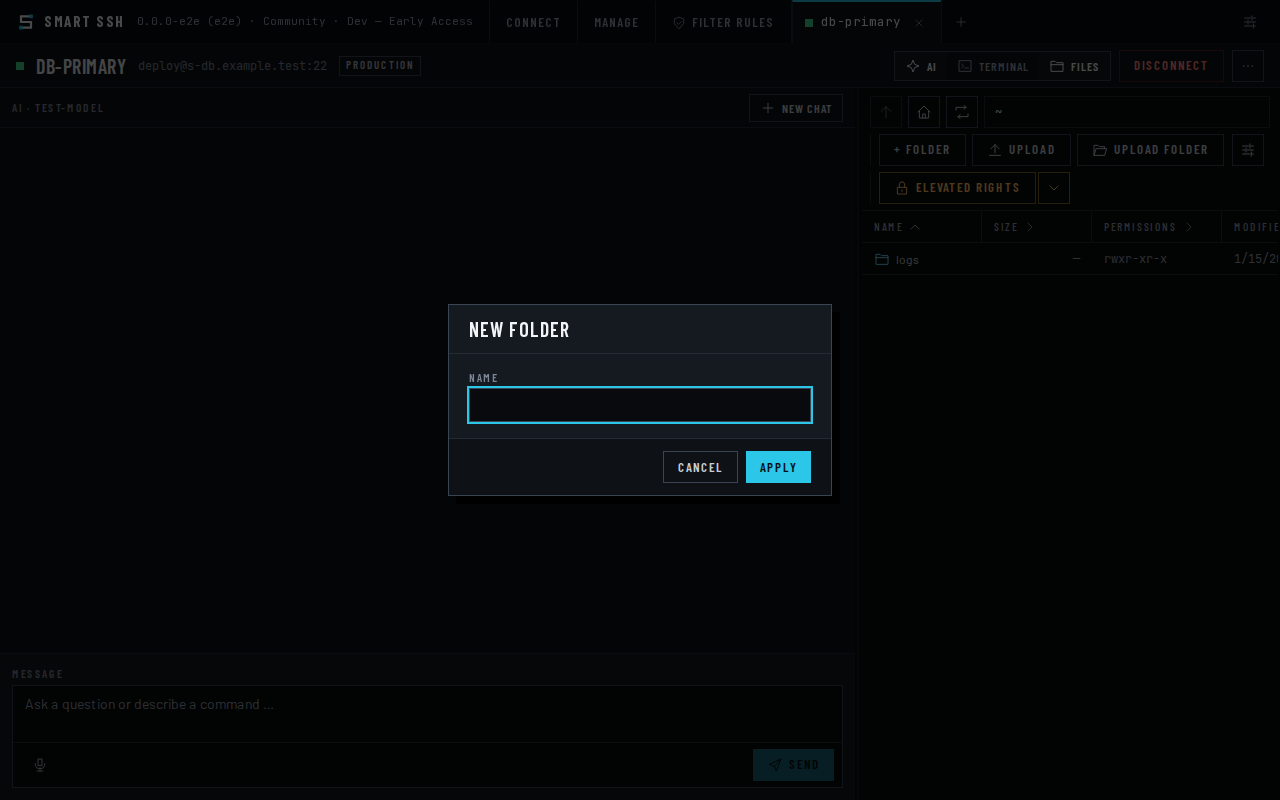 SMART SSH 0.0.0-e2e (e2e) · Community · Dev — Early Access CONNECT MANAGE FILTER RULES db-primary
DB-PRIMARY deploy@s-db.example.test:22 PRODUCTION AI TERMINAL FILES DISCONNECT
AI · TEST-MODEL NEW CHAT
~
+ FOLDER UPLOAD UPLOAD FOLDER
ELEVATED RIGHTS
NAME SIZE PERMISSIONS MODIFIE
logs — rwxr-xr-x 1/15/20
NEW FOLDER
NAME
CANCEL APPLY
MESSAGE
Ask a question or describe a command ...
SEND